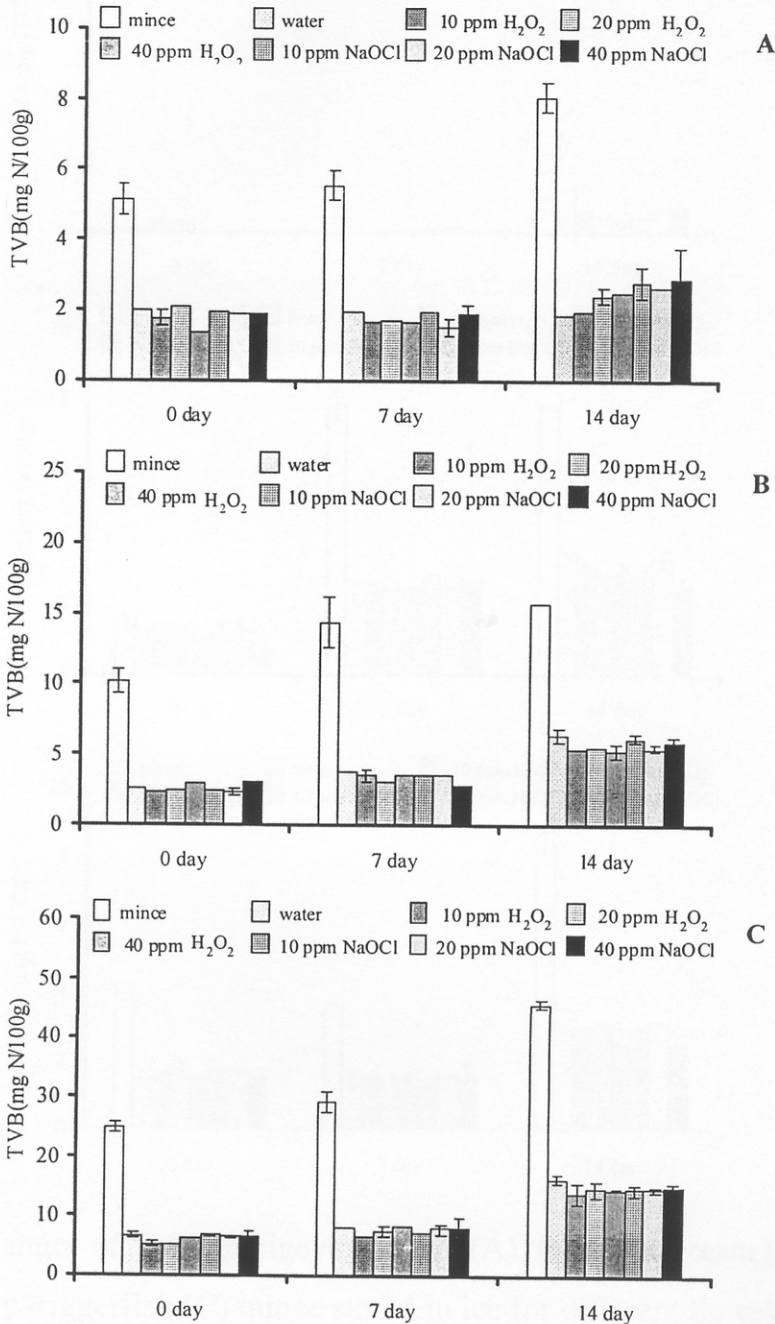 mince water 10 ppm H₂O₂ 20 ppm H₂O₂
40 ppm H₂O₂ 10 ppm NaOCl 20 ppm NaOCl 40 ppm NaOCl
A
TVB(mg N/100g)
10
8
6
4
2
0
0 day 7 day 14 day
mince water 10 ppm H₂O₂ 20 ppm H₂O₂
40 ppm H₂O₂ 10 ppm NaOCl 20 ppm NaOCl 40 ppm NaOCl
B
TVB(mg N/100g)
25
20
15
10
5
0
0 day 7 day 14 day
mince water 10 ppm H₂O₂ 20 ppm H₂O₂
40 ppm H₂O₂ 10 ppm NaOCl 20 ppm NaOCl 40 ppm NaOCl
C
TVB(mg N/100g)
60
50
40
30
20
10
0
0 day 7 day 14 day